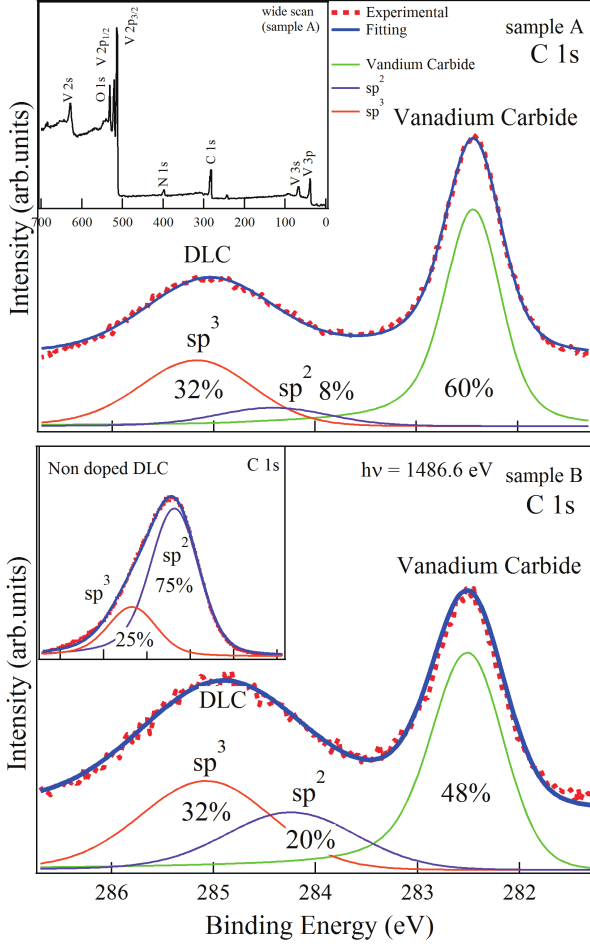 wide scan
(sample A)
V 2s
O 1s
V 2p1/2
V 2p3/2
N 1s
C 1s
V 3s
V 3p
700 600 500 400 300 200 100 0
Experimental
Fitting
Vandium Carbide
sp2
sp3
sample A
C 1s
Vanadium Carbide
DLC
sp3
32%
sp2
8%
60%
Intensity (arb.units)
Non doped DLC
C 1s
sp3
25%
sp2
75%
hν = 1486.6 eV
sample B
C 1s
Vanadium Carbide
DLC
sp3
32%
sp2
20%
48%
Intensity (arb.units)
286 285 284 283 282
Binding Energy (eV)